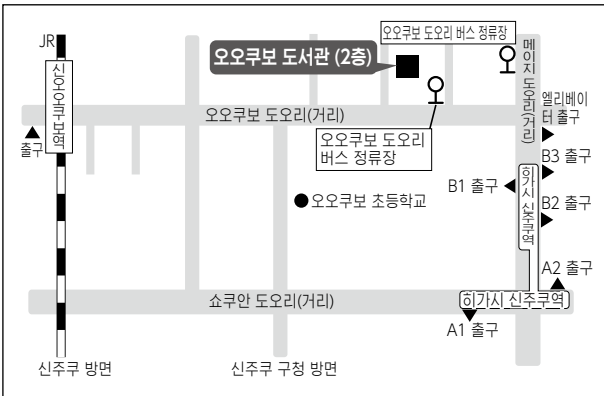 JR
신오오쿠보역
출구
오오쿠보 도서관 (2층)
오오쿠보 도오리 버스 정류장
메이지 도오리(거리)
엘리베이
터 출구
오오쿠보 도오리(거리)
오오쿠보 도오리
버스 정류장
B3 출구
B1 출구
히가시 신주쿠역
B2 출구
오오쿠보 초등학교
A2 출구
쇼쿠안 도오리(거리)
히가시 신주쿠역
A1 출구
신주쿠 방면
신주쿠 구청 방면